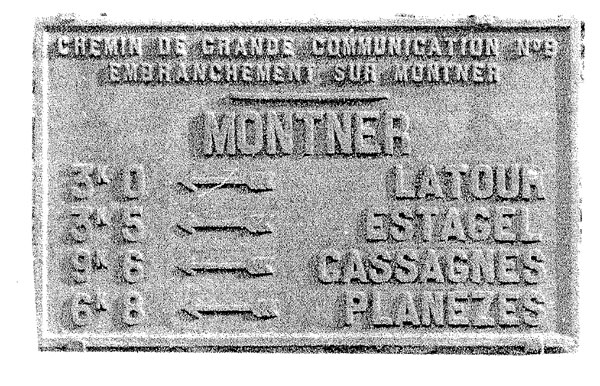 CHEMIN DE GRANDE COMMUNICATION Nº9
EMBRANCHEMENT SUR MONTNER
MONTNER
3ᵏ 0 LATOUR
3ᵏ 5 ESTAGEL
9ᵏ 6 CASSAGNES
6ᵏ 8 PLANEZES